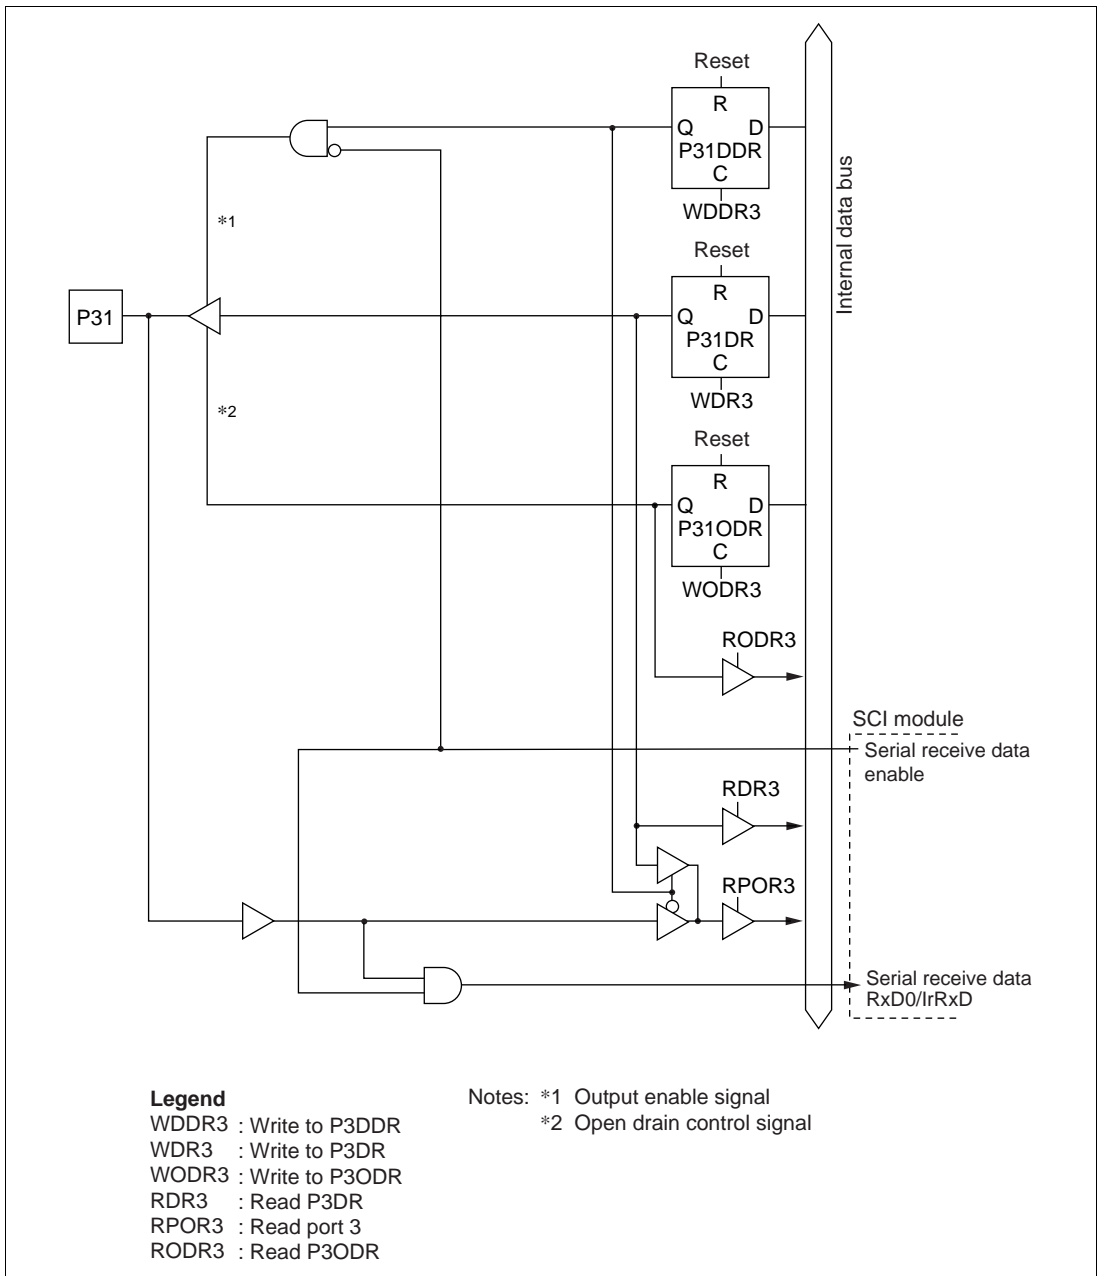 Reset
R
Q D
P31DDR
C
WDDR3
Internal data bus
*1
Reset
R
P31
Q D
P31DR
C
WDR3
*2
Reset
R
Q D
P31ODR
C
WODR3
RODR3
SCI module
Serial receive data
enable
RDR3
RPOR3
Serial receive data
RxD0/IrRxD
Legend
WDDR3 : Write to P3DDR
WDR3 : Write to P3DR
WODR3 : Write to P3ODR
RDR3 : Read P3DR
RPOR3 : Read port 3
RODR3 : Read P3ODR
Notes: *1 Output enable signal
*2 Open drain control signal